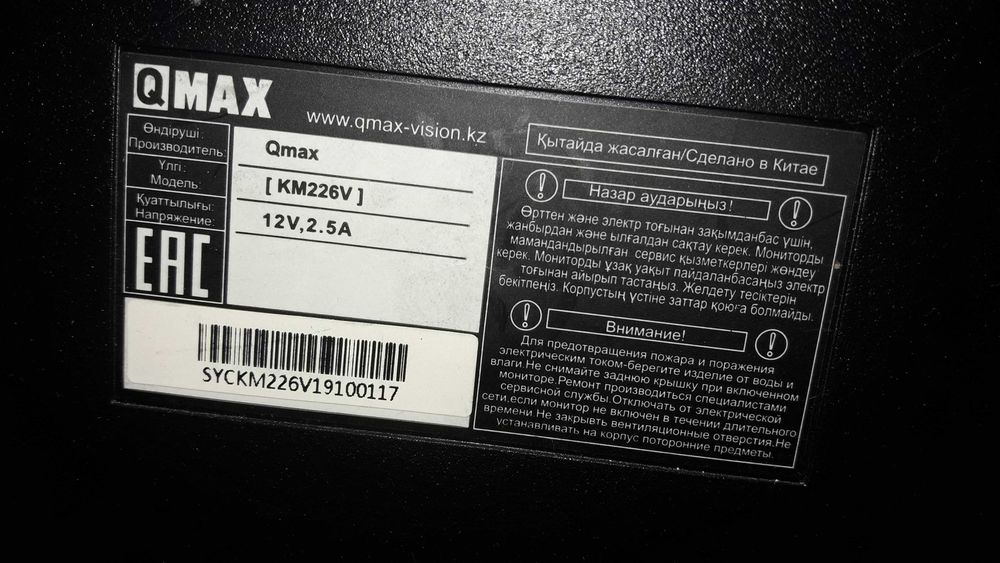 QMAX
www.qmax-vision.kz
Қытайда жасалған/Сделано в Китае
Өндіруші:
Производитель:
Qmax
Үлгі:
Модель:
[ KM226V ]
Қуаттылығы:
Напряжение:
12V,2.5A
EAC
SYCKM226V19100117
Назар аударыңыз!
Өрттен және электр тоғынан зақымданбас үшін,
жанбырдан және ылғалдан сақтау керек. Мониторды
мамандандырылған сервис қызметкерлері жөндеу
керек. Мониторды ұзақ уақыт пайдаланбасаңыз электр
тоғынан айырып тастаңыз. Желдету тесіктерін
бекітпеңіз. Корпустың үстіне заттар қоюға болмайды.
Внимание!
Для предотвращения пожара и поражения
электрическим током-берегите изделие от воды и
влаги.Не снимайте заднюю крышку при включенном
мониторе.Ремонт производиться специалистами
сервисной службы.Отключать от электрической
сети,если монитор не включен в течении длительного
времени.Не закрывть вентиляционные отверстия.Не
устанавливать на корпус поторонние предметы.